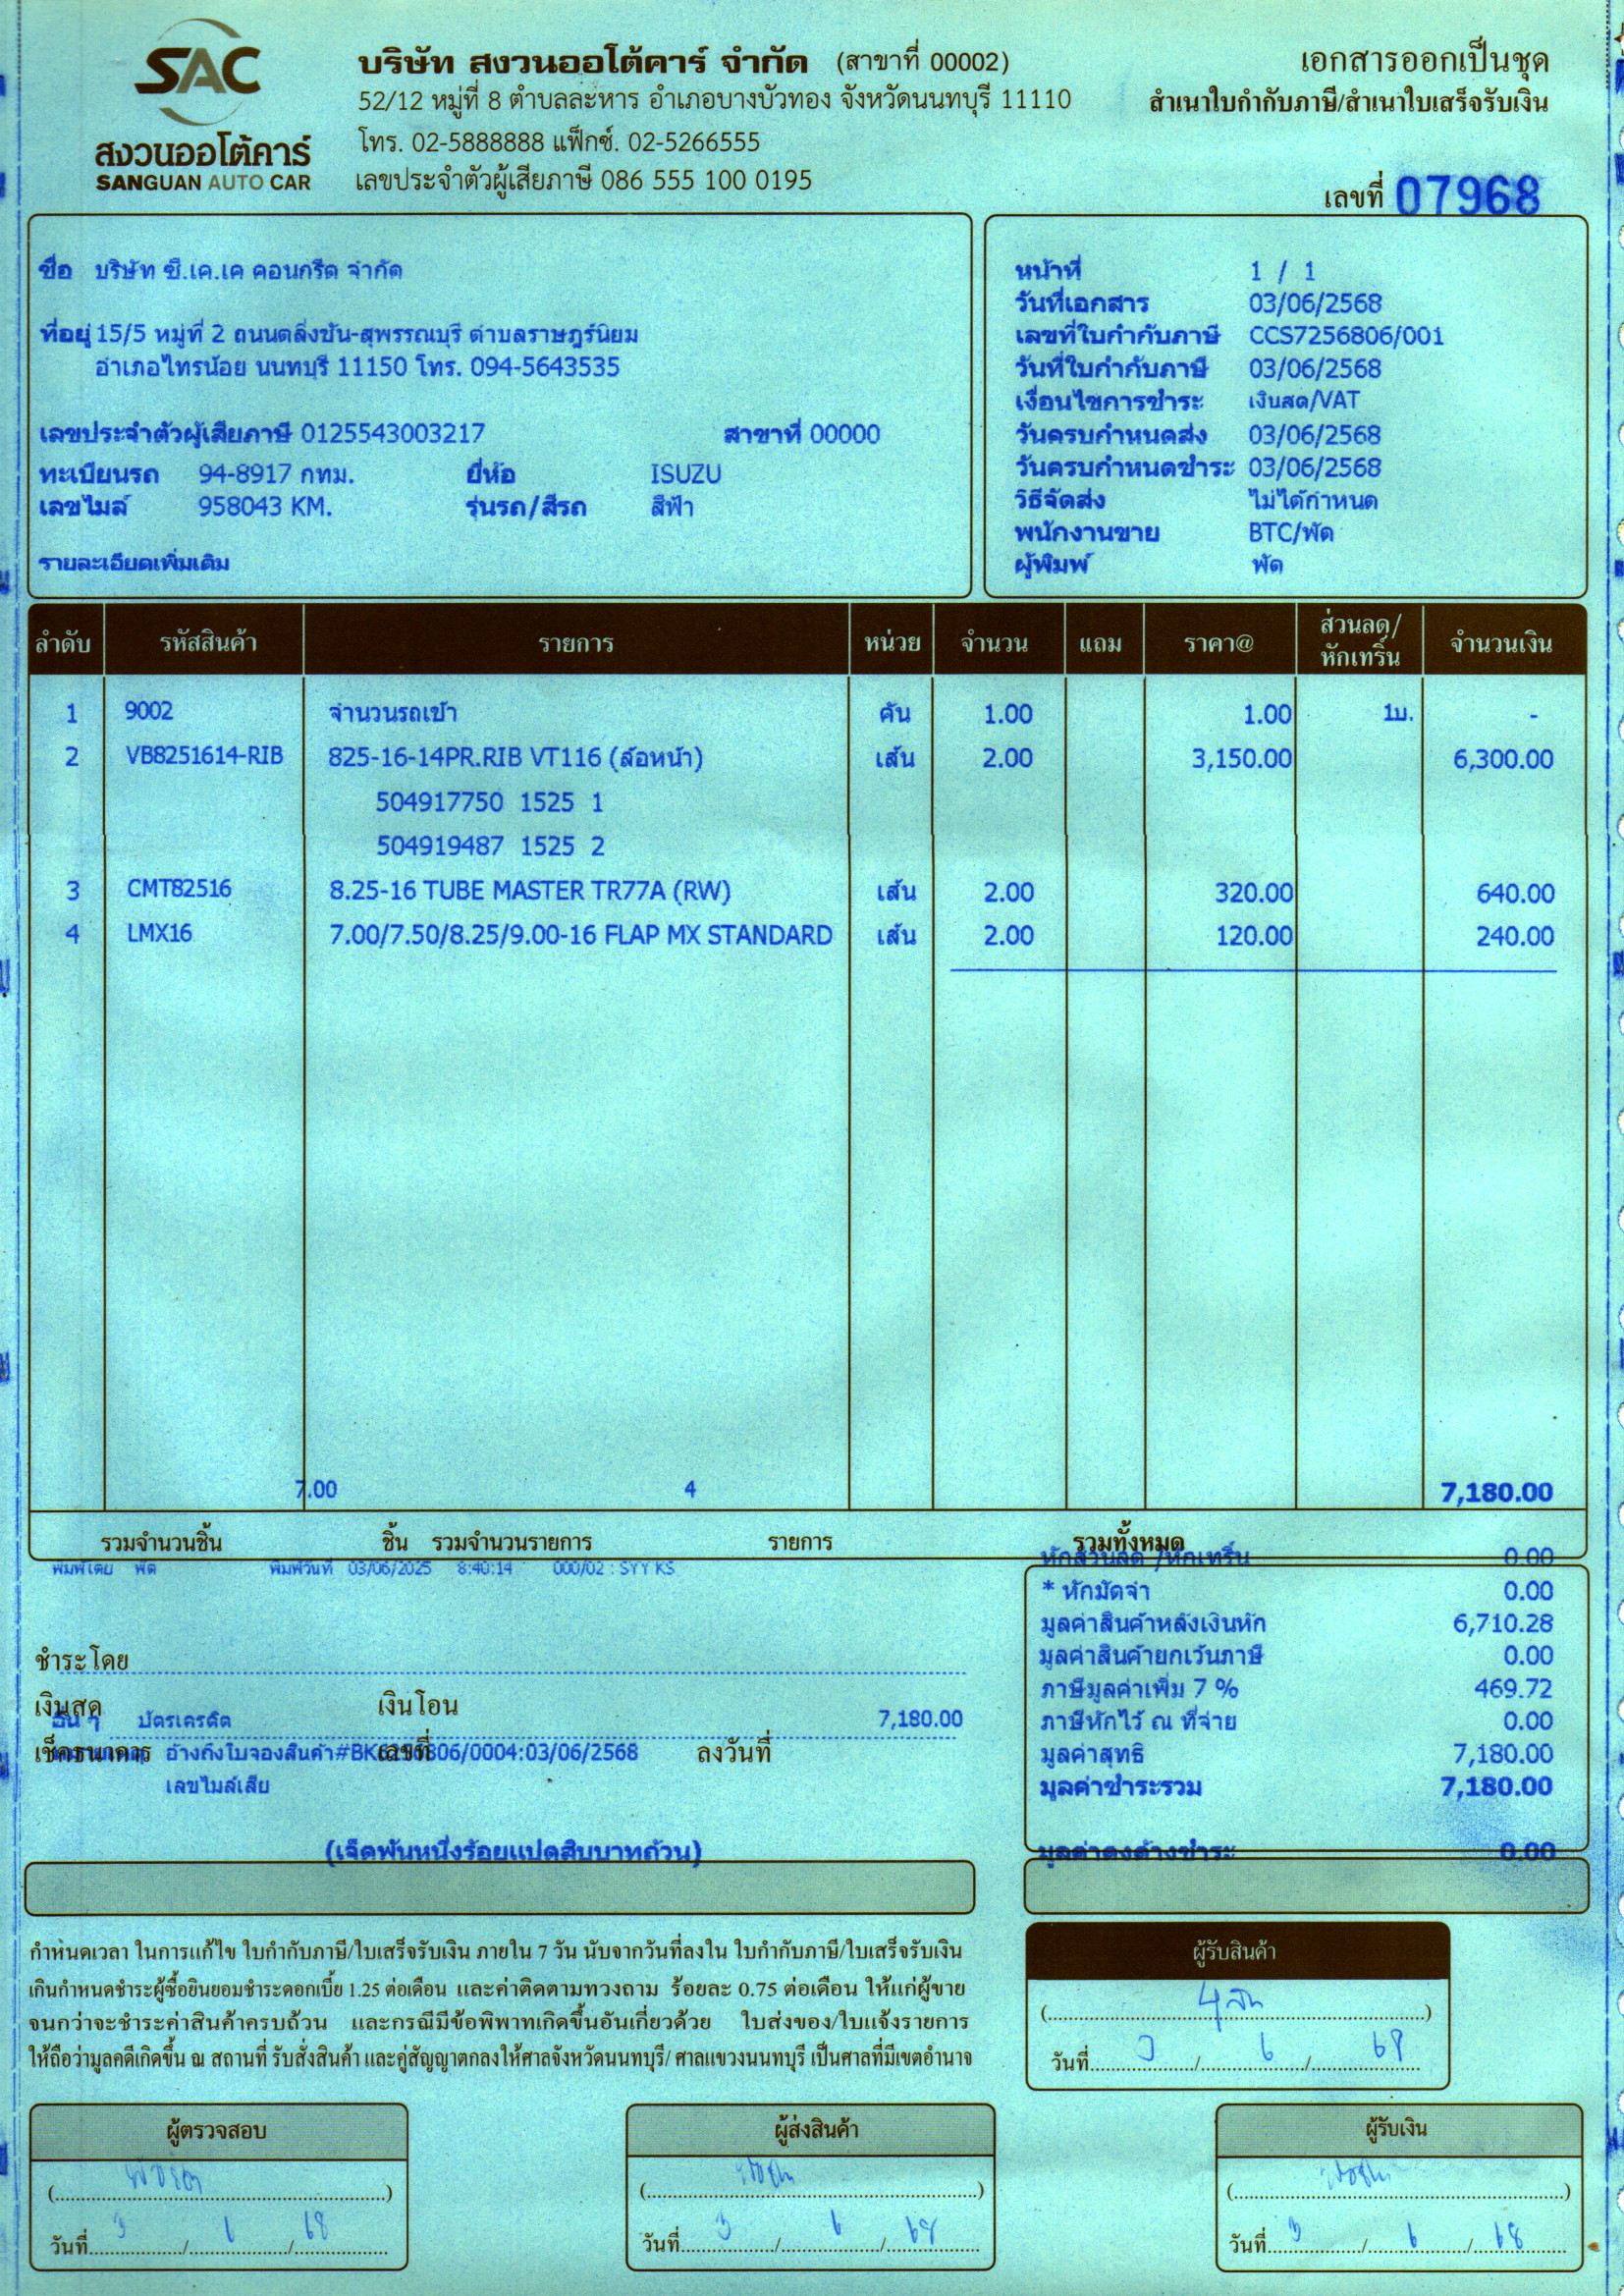 SAC
สงวนออโต้คาร์
SANGUAN AUTO CAR
บริษัท สงวนออโต้คาร์ จำกัด (สาขาที่ 00002)
52/12 หมู่ที่ 8 ตำบลละหาร อำเภอบางบัวทอง จังหวัดนนทบุรี 11110
โทร. 02-5888888 แฟ็กซ์. 02-5266555
เลขประจำตัวผู้เสียภาษี 086 555 100 0195
เอกสารออกเป็นชุด
สำเนาใบกำกับภาษี/สำเนาใบเสร็จรับเงิน
เลขที่ 07968
ชื่อ บริษัท ซี.เค.เค คอนกรีต จำกัด
ที่อยู่ 15/5 หมู่ที่ 2 ถนนตลิ่งชัน-สุพรรณบุรี ตำบลราษฎร์นิยม
อำเภอไทรน้อย นนทบุรี 11150 โทร. 094-5643535
เลขประจำตัวผู้เสียภาษี 0125543003217 สาขาที่ 00000
ทะเบียนรถ 94-8917 กทม. ยี่ห้อ ISUZU
เลขไมล์ 958043 KM. รุ่นรถ/สีรถ สีฟ้า
รายละเอียดเพิ่มเติม
หน้าที่ 1 / 1
วันที่เอกสาร 03/06/2568
เลขที่ใบกำกับภาษี CCS7256806/001
วันที่ใบกำกับภาษี 03/06/2568
เงื่อนไขการชำระ เงินสด/VAT
วันครบกำหนดส่ง 03/06/2568
วันครบกำหนดชำระ 03/06/2568
วิธีจัดส่ง ไม่ได้กำหนด
พนักงานขาย BTC/พัด
ผู้พิมพ์ พัด
ลำดับ รหัสสินค้า รายการ หน่วย จำนวน แถม ราคา@ ส่วนลด/หักเทริ์น จำนวนเงิน
1 9002 จำนวนรถเข้า คัน 1.00 1.00 1บ. -
2 VB8251614-RIB 825-16-14PR.RIB VT116 (ล้อหน้า) เส้น 2.00 3,150.00 6,300.00
504917750 1525 1
504919487 1525 2
3 CMT82516 8.25-16 TUBE MASTER TR77A (RW) เส้น 2.00 320.00 640.00
4 LMX16 7.00/7.50/8.25/9.00-16 FLAP MX STANDARD เส้น 2.00 120.00 240.00
7.00 4 7,180.00
รวมจำนวนชิ้น ชิ้น รวมจำนวนรายการ รายการ รวมทั้งหมด
พิมพ์โดย พัด พิมพ์วันที่ 03/06/2025 8:40:14 000/02 : SYY KS
หักส่วนลด /หักเทริ์น 0.00
* หักมัดจำ 0.00
มูลค่าสินค้าหลังเงินหัก 6,710.28
มูลค่าสินค้ายกเว้นภาษี 0.00
ภาษีมูลค่าเพิ่ม 7 % 469.72
ภาษีหักไว้ ณ ที่จ่าย 0.00
มูลค่าสุทธิ 7,180.00
มูลค่าชำระรวม 7,180.00
มูลค่าคงค้างชำระ 0.00
ชำระโดย
เงินสด เงินโอน
อื่น ๆ บัตรเครดิต 7,180.00
เช็คธนาคาร เลขที่ ลงวันที่
อ้างถึงใบจองสินค้า :03/06/2568
เลขไมล์เสีย
(เจ็ดพันหนึ่งร้อยแปดสิบบาทถ้วน)
กำหนดเวลา ในการแก้ไข ใบกำกับภาษี/ใบเสร็จรับเงิน ภายใน 7 วัน นับจากวันที่ลงใน ใบกำกับภาษี/ใบเสร็จรับเงิน
เกินกำหนดชำระผู้ซื้อยินยอมชำระดอกเบี้ย 1.25 ต่อเดือน และค่าติดตามทวงถาม ร้อยละ 0.75 ต่อเดือน ให้แก่ผู้ขาย
จนกว่าจะชำระค่าสินค้าครบถ้วน และกรณีมีข้อพิพาทเกิดขึ้นอันเกี่ยวด้วย ใบส่งของ/ใบแจ้งรายการ
ให้ถือว่ามูลคดีเกิดขึ้น ณ สถานที่ รับสั่งสินค้า และคู่สัญญาตกลงให้ศาลจังหวัดนนทบุรี/ ศาลแขวงนนทบุรี เป็นศาลที่มีเขตอำนาจ
ผู้รับสินค้า
วันที่ 3 / 6 / 68
ผู้ตรวจสอบ
วันที่ 3 / 6 / 68
ผู้ส่งสินค้า
วันที่ 3 / 6 / 68
ผู้รับเงิน
วันที่ 3 / 6 / 68